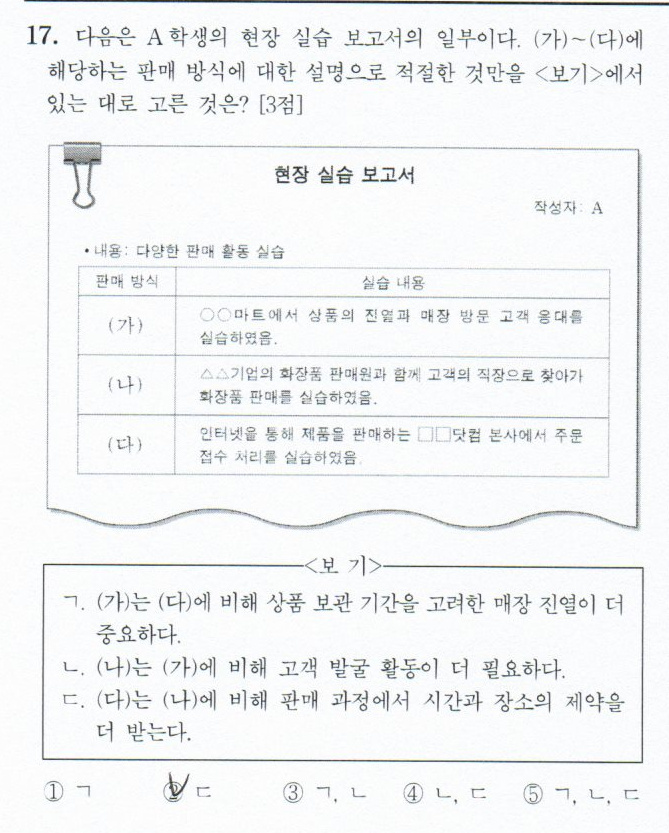 17. 다음은 A학생의 현장 실습 보고서의 일부이다. (가)~(다)에
해당하는 판매 방식에 대한 설명으로 적절한 것만을 <보기>에서
있는 대로 고른 것은? [3점]
현장 실습 보고서
작성자: A
• 내용: 다양한 판매 활동 실습
판매 방식 실습 내용
(가) ○○마트에서 상품의 진열과 매장 방문 고객 응대를
실습하였음.
(나) △△기업의 화장품 판매원과 함께 고객의 직장으로 찾아가
화장품 판매를 실습하였음.
(다) 인터넷을 통해 제품을 판매하는 □□닷컴 본사에서 주문
접수 처리를 실습하였음.
<보 기>
ㄱ. (가)는 (다)에 비해 상품 보관 기간을 고려한 매장 진열이 더
중요하다.
ㄴ. (나)는 (가)에 비해 고객 발굴 활동이 더 필요하다.
ㄷ. (다)는 (나)에 비해 판매 과정에서 시간과 장소의 제약을
더 받는다.
① ㄱ ② ㄷ ③ ㄱ, ㄴ ④ ㄴ, ㄷ ⑤ ㄱ, ㄴ, ㄷ